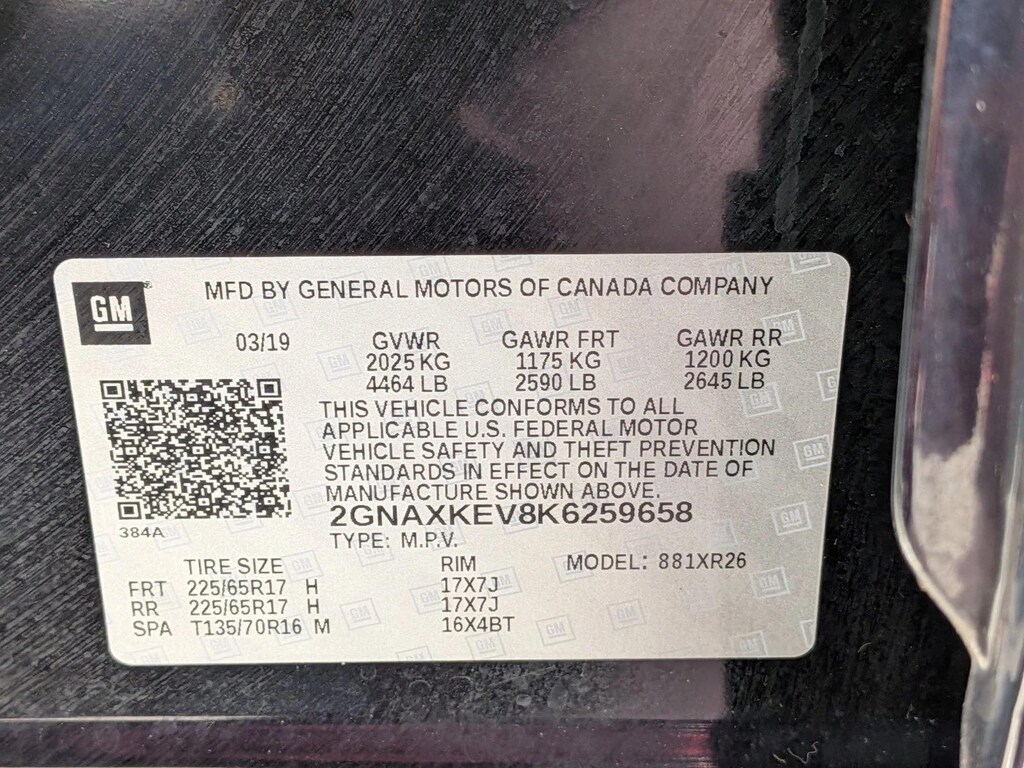 GM
MFD BY GENERAL MOTORS OF CANADA COMPANY
03/19 GVWR GAWR FRT GAWR RR
2025 KG 1175 KG 1200 KG
4464 LB 2590 LB 2645 LB
THIS VEHICLE CONFORMS TO ALL
APPLICABLE U.S. FEDERAL MOTOR
VEHICLE SAFETY AND THEFT PREVENTION
STANDARDS IN EFFECT ON THE DATE OF
MANUFACTURE SHOWN ABOVE.
2GNAXKEV8K6259658
384A
TYPE: M.P.V.
TIRE SIZE RIM MODEL: 881XR26
FRT 225/65R17 H 17X7J
RR 225/65R17 H 17X7J
SPA T135/70R16 M 16X4BT